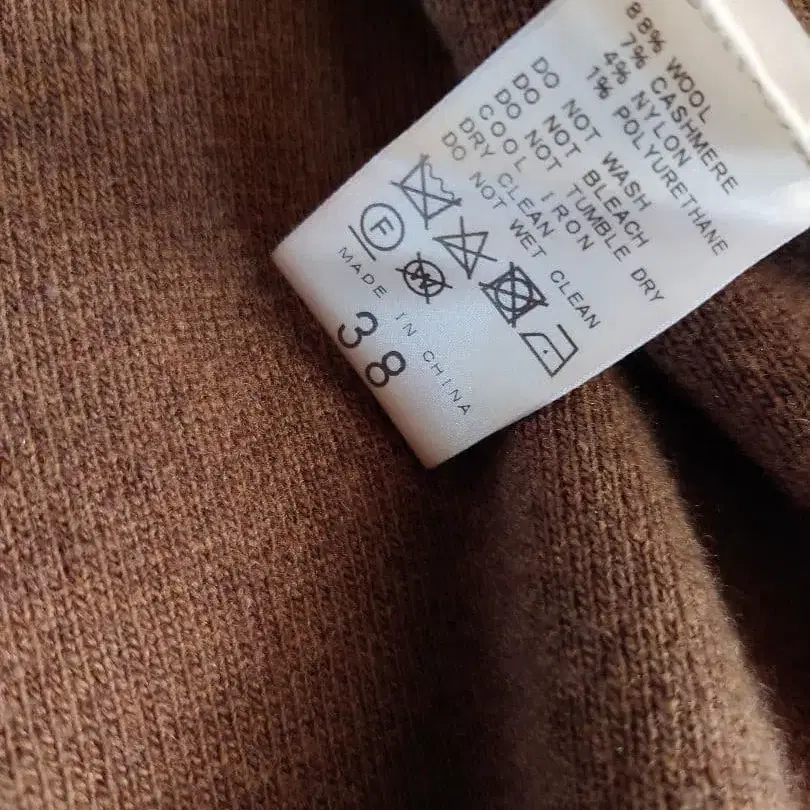 88% WOOL
7% CASHMERE
4% NYLON
1% POLYURETHANE
DO NOT WASH
DO NOT BLEACH
DO NOT TUMBLE DRY
COOL IRON
DRY CLEAN
DO NOT WET CLEAN
F
W
MADE IN CHINA
38